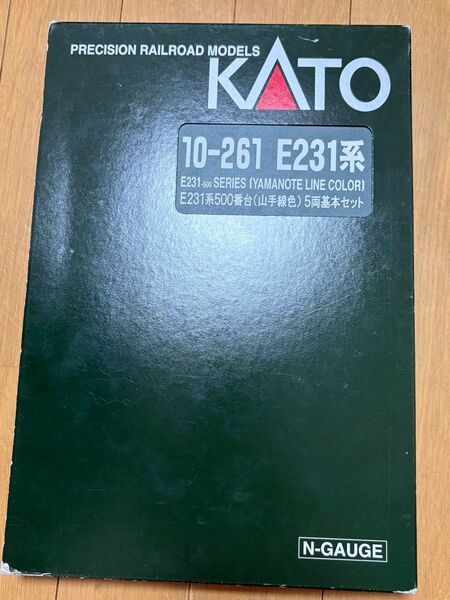 PRECISION RAILROAD MODELS
KATO
10-261 E231系
E231-500 SERIES (YAMANOTE LINE COLOR)
E231系500番台(山手線色) 5両基本セット
N-GAUGE